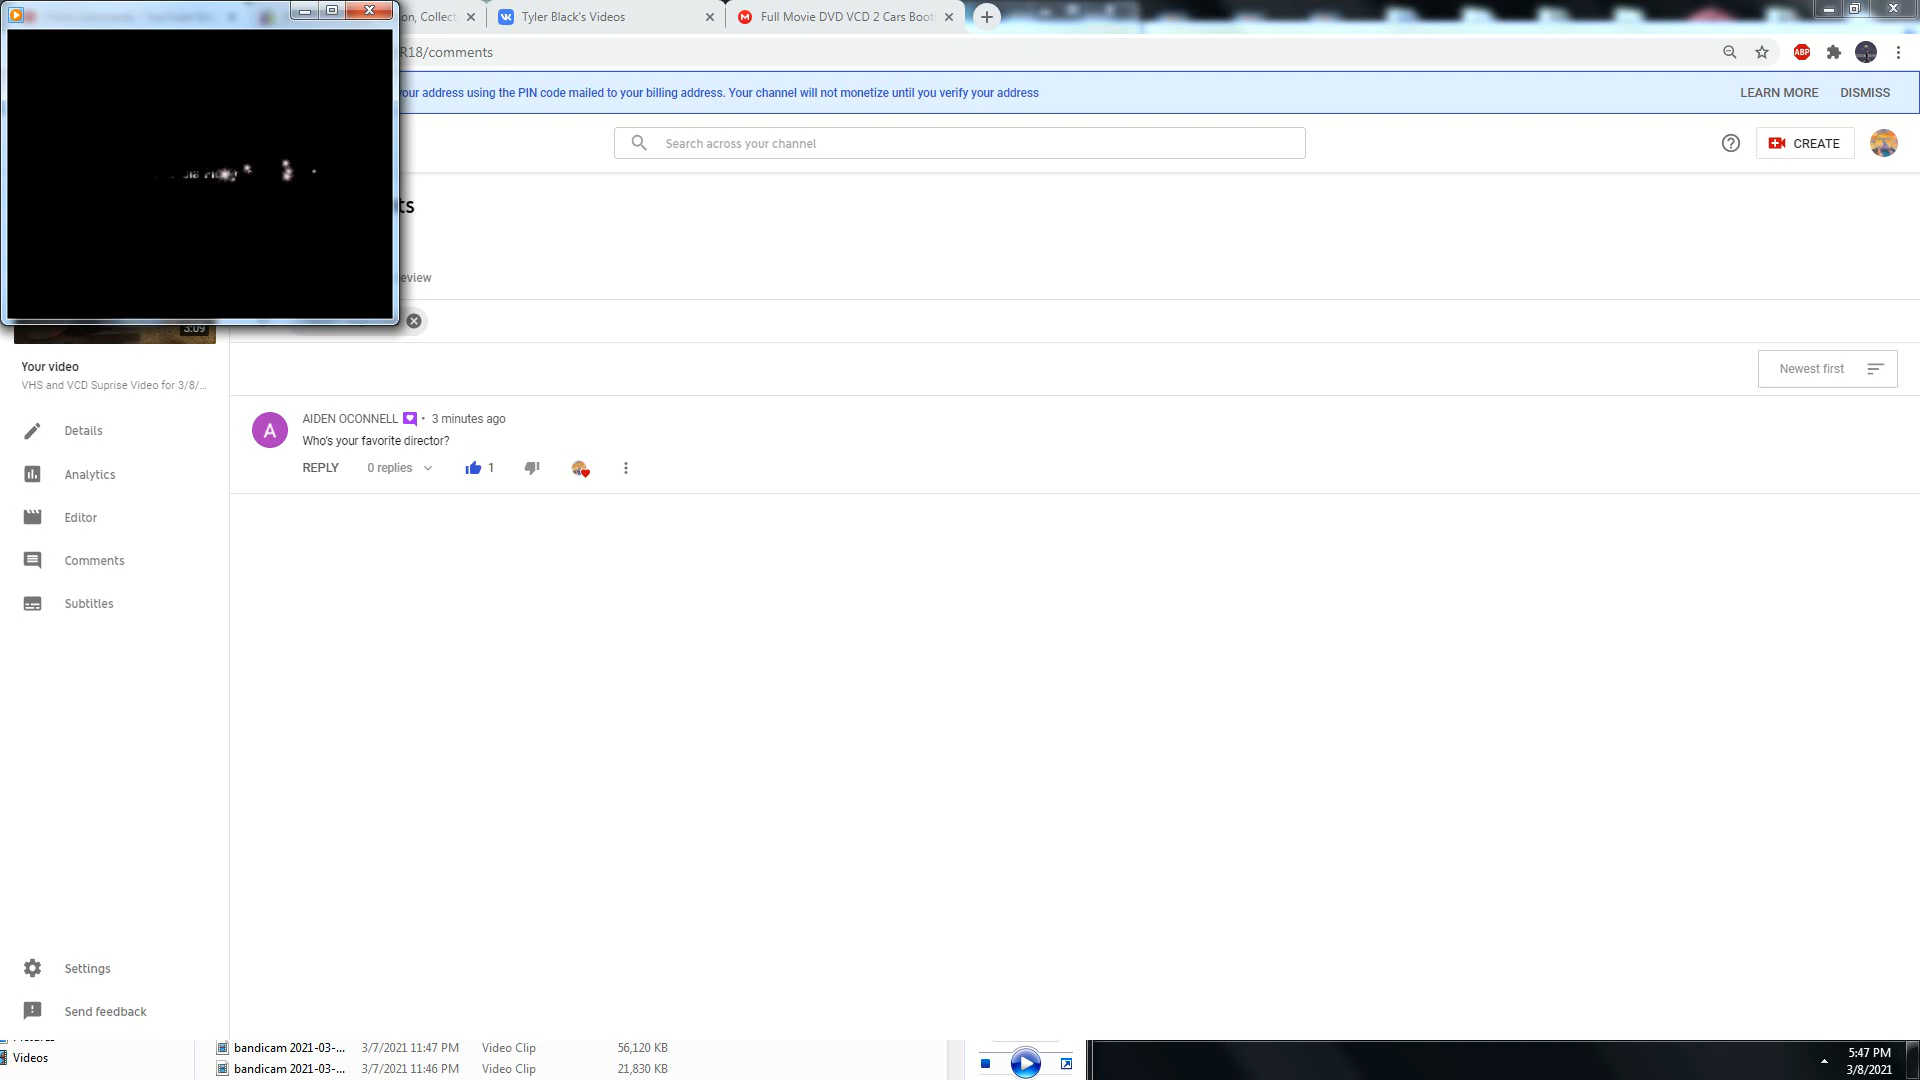 on, Collect
Tyler Black's Videos
Full Movie DVD VCD 2 Cars Boot
R18/comments
ABP
our address using the PIN code mailed to your billing address. Your channel will not monetize until you verify your address
LEARN MORE
DISMISS
Search across your channel
CREATE
ts
eview
3:09
Your video
VHS and VCD Suprise Video for 3/8/...
Newest first
A
AIDEN OCONNELL • 3 minutes ago
Who's your favorite director?
REPLY 0 replies 1
Details
Analytics
Editor
Comments
Subtitles
Settings
Send feedback
Videos
bandicam 2021-03-... 3/7/2021 11:47 PM Video Clip 56,120 KB
bandicam 2021-03-... 3/7/2021 11:46 PM Video Clip 21,830 KB
5:47 PM
3/8/2021